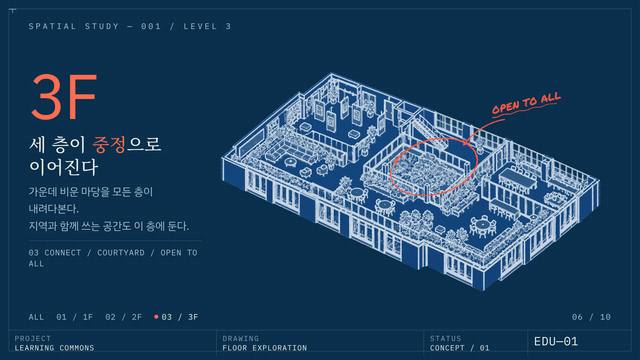 SPATIAL STUDY — 001 / LEVEL 3
3F
세 층이 중정으로
이어진다
가운데 비운 마당을 모든 층이
내려다본다.
지역과 함께 쓰는 공간도 이 층에 둔다.
03 CONNECT / COURTYARD / OPEN TO
ALL
OPEN TO ALL
ALL 01 / 1F 02 / 2F 03 / 3F
06 / 10
PROJECT
LEARNING COMMONS
DRAWING
FLOOR EXPLORATION
STATUS
CONCEPT / 01
EDU—01